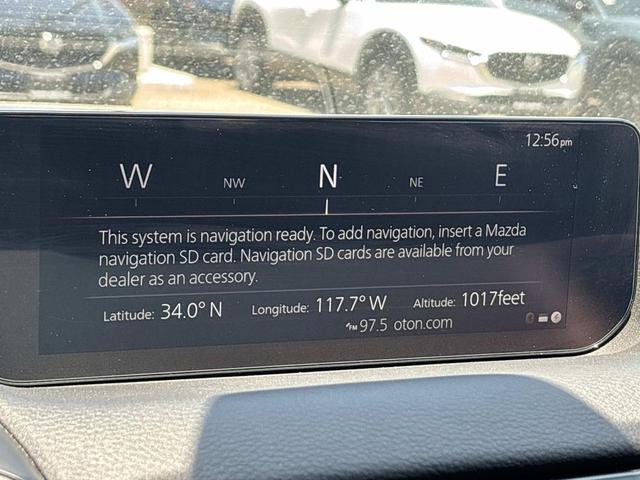 12:56pm
W NW N NE E
This system is navigation ready. To add navigation, insert a Mazda
navigation SD card. Navigation SD cards are available from your
dealer as an accessory.
Latitude: 34.0° N Longitude: 117.7° W Altitude: 1017feet
FM 97.5 oton.com